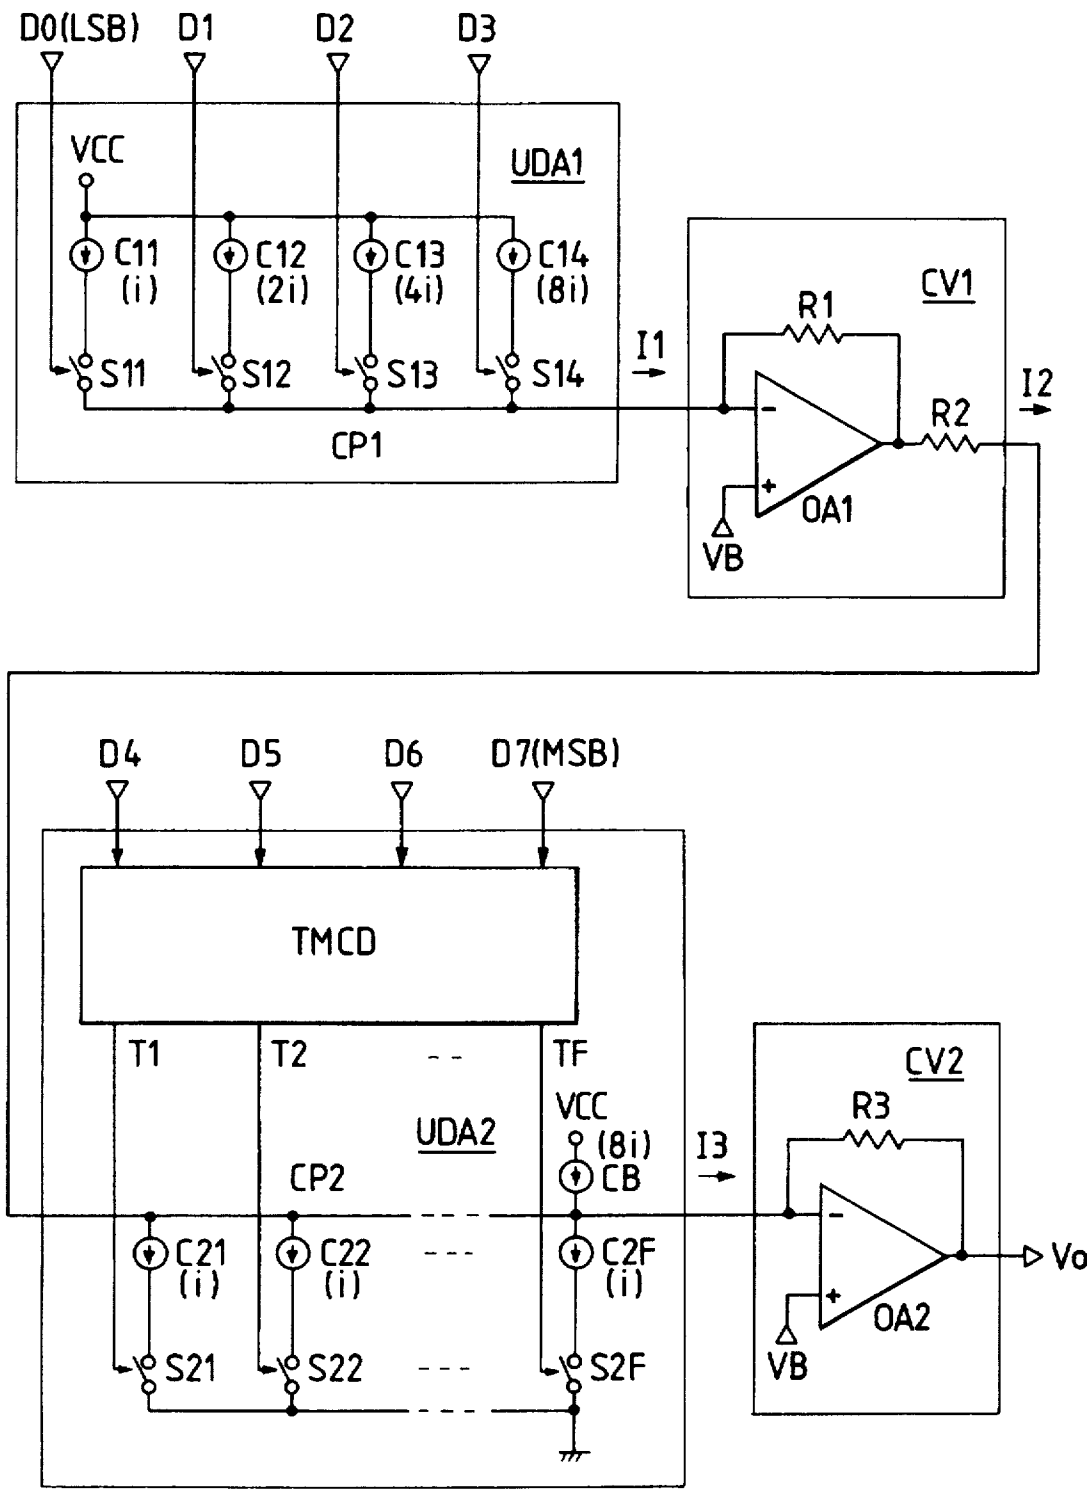 D0(LSB) D1 D2 D3
VCC UDA1
C11 C12 C13 C14
(i) (2i) (4i) (8i)
CV1
R1
I1
S11 S12 S13 S14
I2
R2
-
CP1
+
OA1
VB
D4 D5 D6 D7(MSB)
TMCD
T1 T2 -- TF
CV2
VCC
R3
UDA2
(8i)
I3
CP2 CB
----
-
C21 C22 --- C2F
(i) (i) (i)
Vo
+
OA2
S21 S22 --- S2F
VB
----